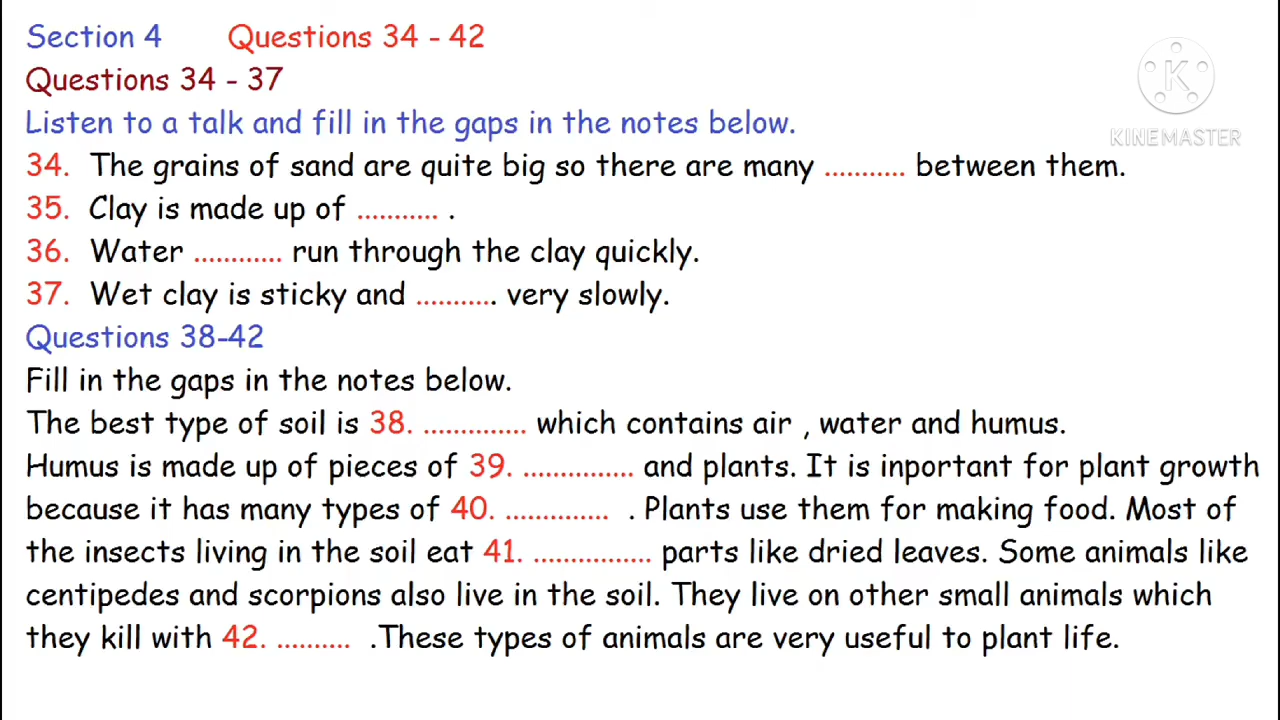 Section 4 Questions 34 - 42
Questions 34 - 37
Listen to a talk and fill in the gaps in the notes below.
34. The grains of sand are quite big so there are many ........... between them.
35. Clay is made up of ........... .
36. Water ............ run through the clay quickly.
37. Wet clay is sticky and ........... very slowly.
Questions 38-42
Fill in the gaps in the notes below.
The best type of soil is 38. .............. which contains air , water and humus.
Humus is made up of pieces of 39. ............... and plants. It is inportant for plant growth
because it has many types of 40. .............. . Plants use them for making food. Most of
the insects living in the soil eat 41. ................ parts like dried leaves. Some animals like
centipedes and scorpions also live in the soil. They live on other small animals which
they kill with 42. .......... .These types of animals are very useful to plant life.
K
KINEMASTER